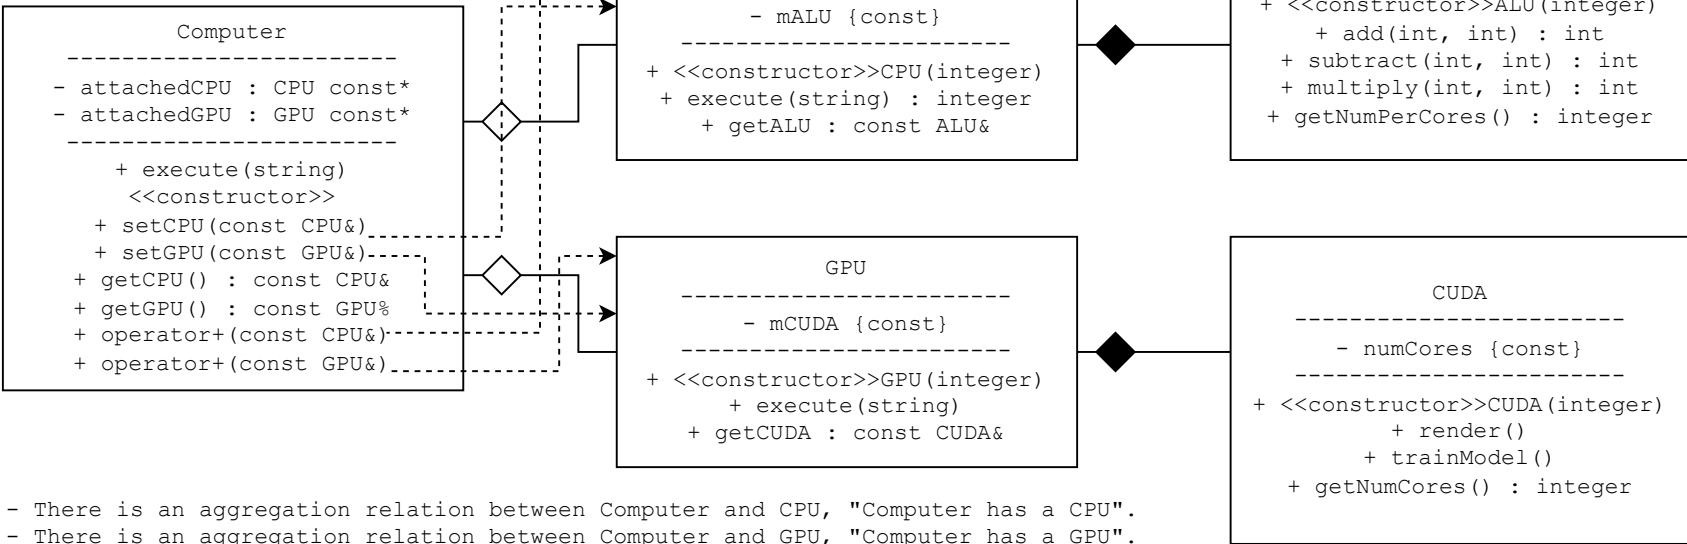 Computer
------------------------
- attachedCPU : CPU const*
- attachedGPU : GPU const*
------------------------
+ execute(string)
<<constructor>>
+ setCPU(const CPU&)
+ setGPU(const GPU&)
+ getCPU() : const CPU&
+ getGPU() : const GPU%
+ operator+(const CPU&)
+ operator+(const GPU&)
- mALU {const}
------------------------
+ <<constructor>>CPU(integer)
+ execute(string) : integer
+ getALU : const ALU&
+ <<constructor>>ALU(integer)
+ add(int, int) : int
+ subtract(int, int) : int
+ multiply(int, int) : int
+ getNumPerCores() : integer
GPU
------------------------
- mCUDA {const}
------------------------
+ <<constructor>>GPU(integer)
+ execute(string)
+ getCUDA : const CUDA&
CUDA
------------------------
- numCores {const}
------------------------
+ <<constructor>>CUDA(integer)
+ render()
+ trainModel()
+ getNumCores() : integer
- There is an aggregation relation between Computer and CPU, "Computer has a CPU".
- There is an aggregation relation between Computer and GPU, "Computer has a GPU".